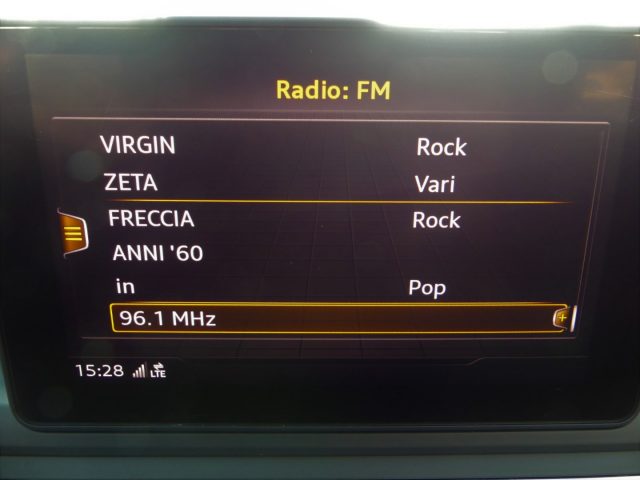 Radio: FM
VIRGIN Rock
ZETA Vari
FRECCIA Rock
ANNI '60
in Pop
96.1 MHz
15:28 LTE